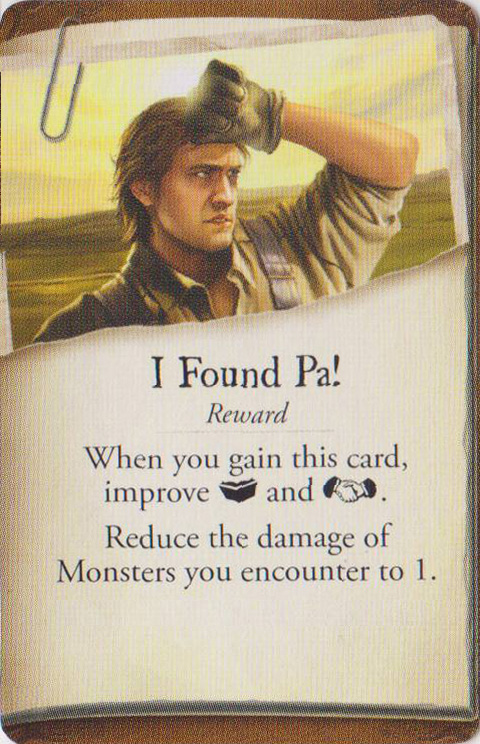 I Found Pa!
Reward
When you gain this card,
improve and .
Reduce the damage of
Monsters you encounter to 1.